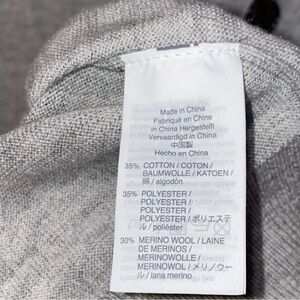 Made in China
Fabriqué en Chine
in China Hergestellt
Vervaardigd in China
中国製
Hecho en China
35% COTTON / COTON /
BAUMWOLLE / KATOEN /
綿 / algodón
35% POLYESTER /
POLYESTER /
POLYESTER /
POLYESTER / ポリエステ
ル / poliéster
30% MERINO WOOL / LAINE
DE MERINOS /
MERINOWOLLE /
MERINOWOL / メリノウー
ル / lana merino